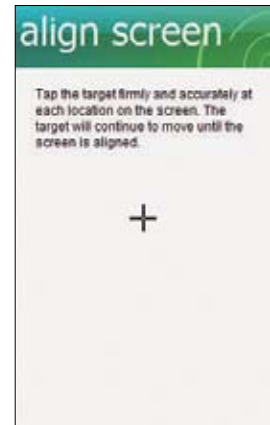 align screen
Tap the target firmly and accurately at
each location on the screen. The
target will continue to move until the
screen is aligned.